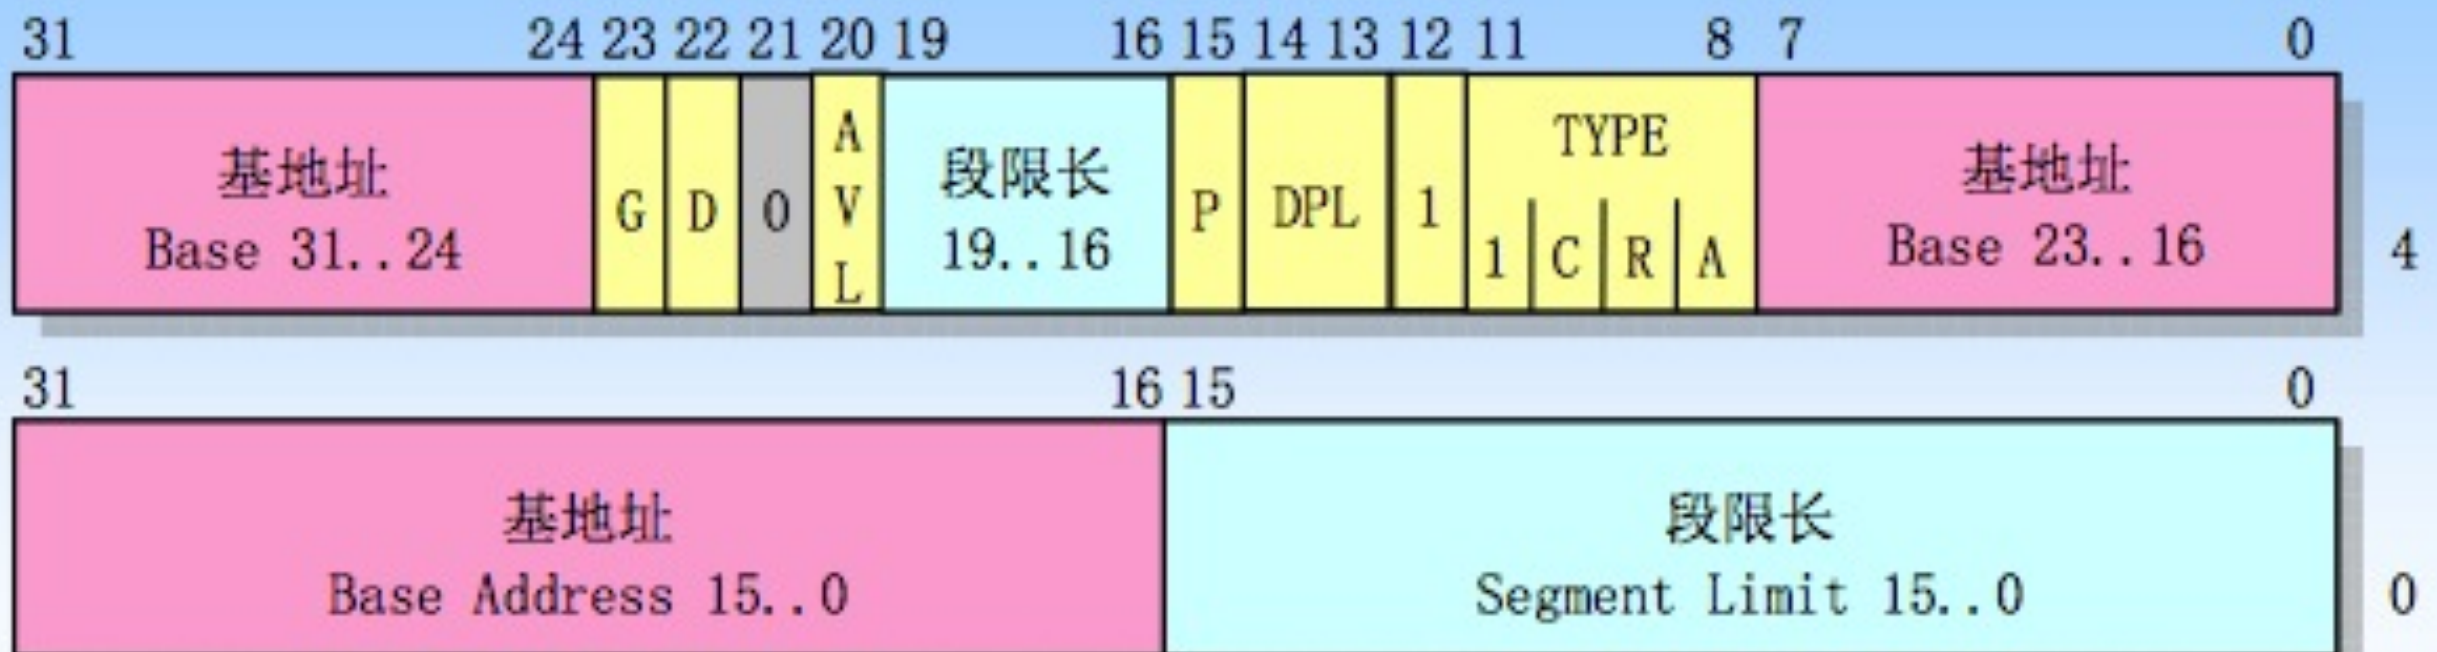 31 24 23 22 21 20 19 16 15 14 13 12 11 8 7 0
基地址
Base 31..24
G
D
0
A
V
L
段限长
19..16
P
DPL
1
TYPE
1 C R A
基地址
Base 23..16
4
31 16 15 0
基地址
Base Address 15..0
段限长
Segment Limit 15..0
0